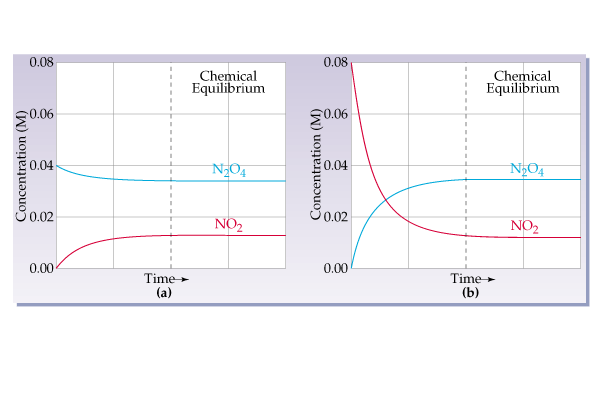 Concentration (M)
0.08
0.06
0.04
0.02
0.00
Chemical
Equilibrium
N₂O₄
NO₂
Time→
(a)
Concentration (M)
0.08
0.06
0.04
0.02
0.00
Chemical
Equilibrium
N₂O₄
NO₂
Time→
(b)